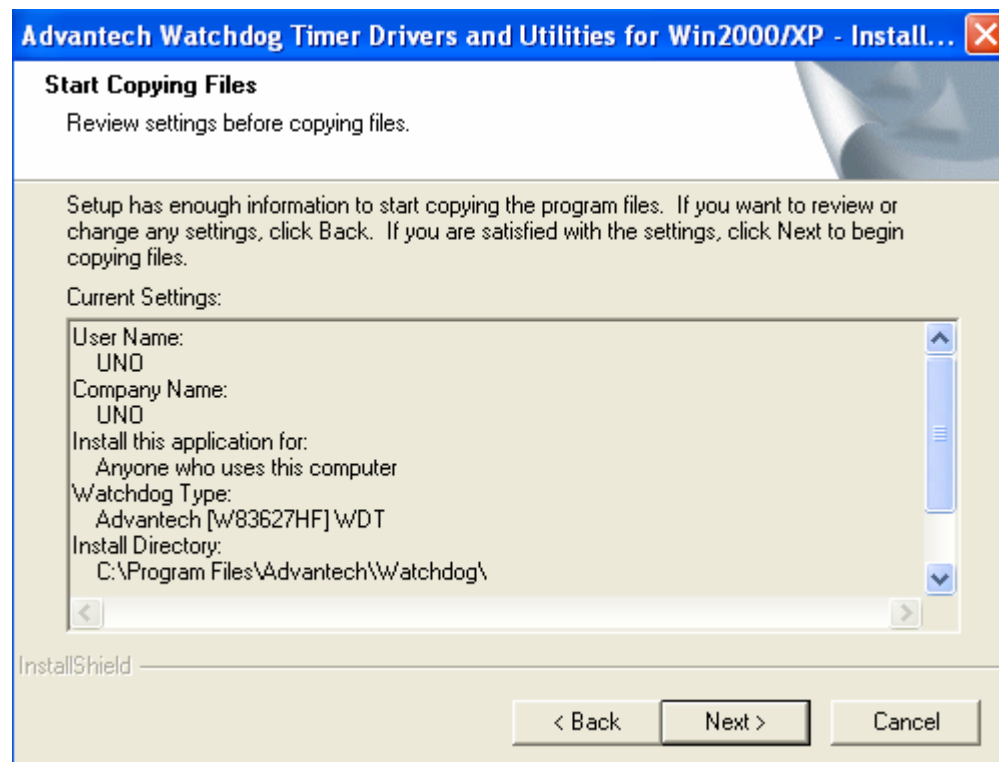 Advantech Watchdog Timer Drivers and Utilities for Win2000/XP - Install...
Start Copying Files
Review settings before copying files.
Setup has enough information to start copying the program files. If you want to review or
change any settings, click Back. If you are satisfied with the settings, click Next to begin
copying files.
Current Settings:
User Name:
UNO
Company Name:
UNO
Install this application for:
Anyone who uses this computer
Watchdog Type:
Advantech [W83627HF] WDT
Install Directory:
C:\Program Files\Advantech\Watchdog\
InstallShield
< Back
Next >
Cancel